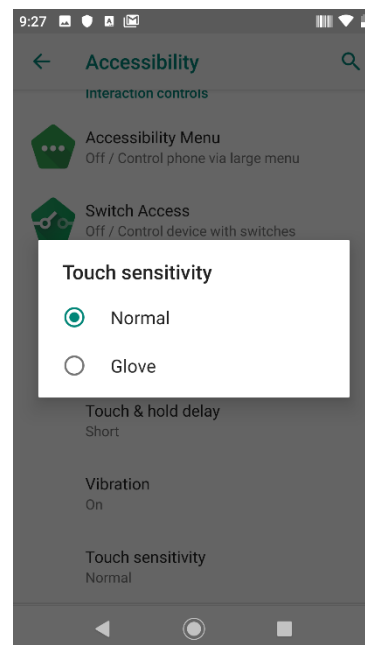 9:27
Accessibility
Interaction controls
Accessibility Menu
Off / Control phone via large menu
Switch Access
Off / Control device with switches
Touch sensitivity
Normal
Glove
Touch & hold delay
Short
Vibration
On
Touch sensitivity
Normal